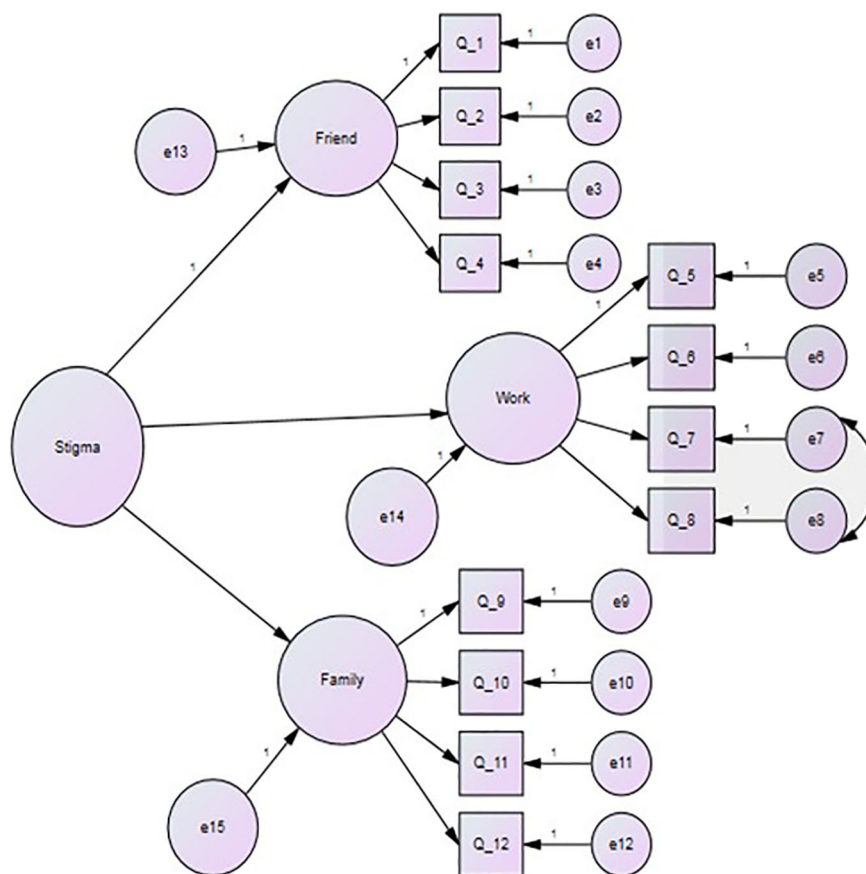 Q_1
1
e1
1
Q_2
1
e2
e13
1
Friend
Q_3
1
e3
Q_4
1
e4
1
Q_5
1
e5
1
Q_6
1
e6
Work
Q_7
1
e7
Stigma
1
e14
Q_8
1
e8
Q_9
1
e9
1
Family
Q_10
1
e10
1
Q_11
1
e11
e15
Q_12
1
e12